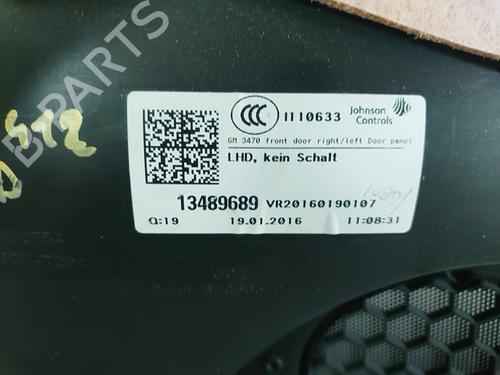 B-PARTS
512
CCC
1110633
Johnson Controls
GM 3470 front door right/left Door panel
LHD, kein Schalt
13489689 VR20160190107
Q:19 19.01.2016 11:08:31